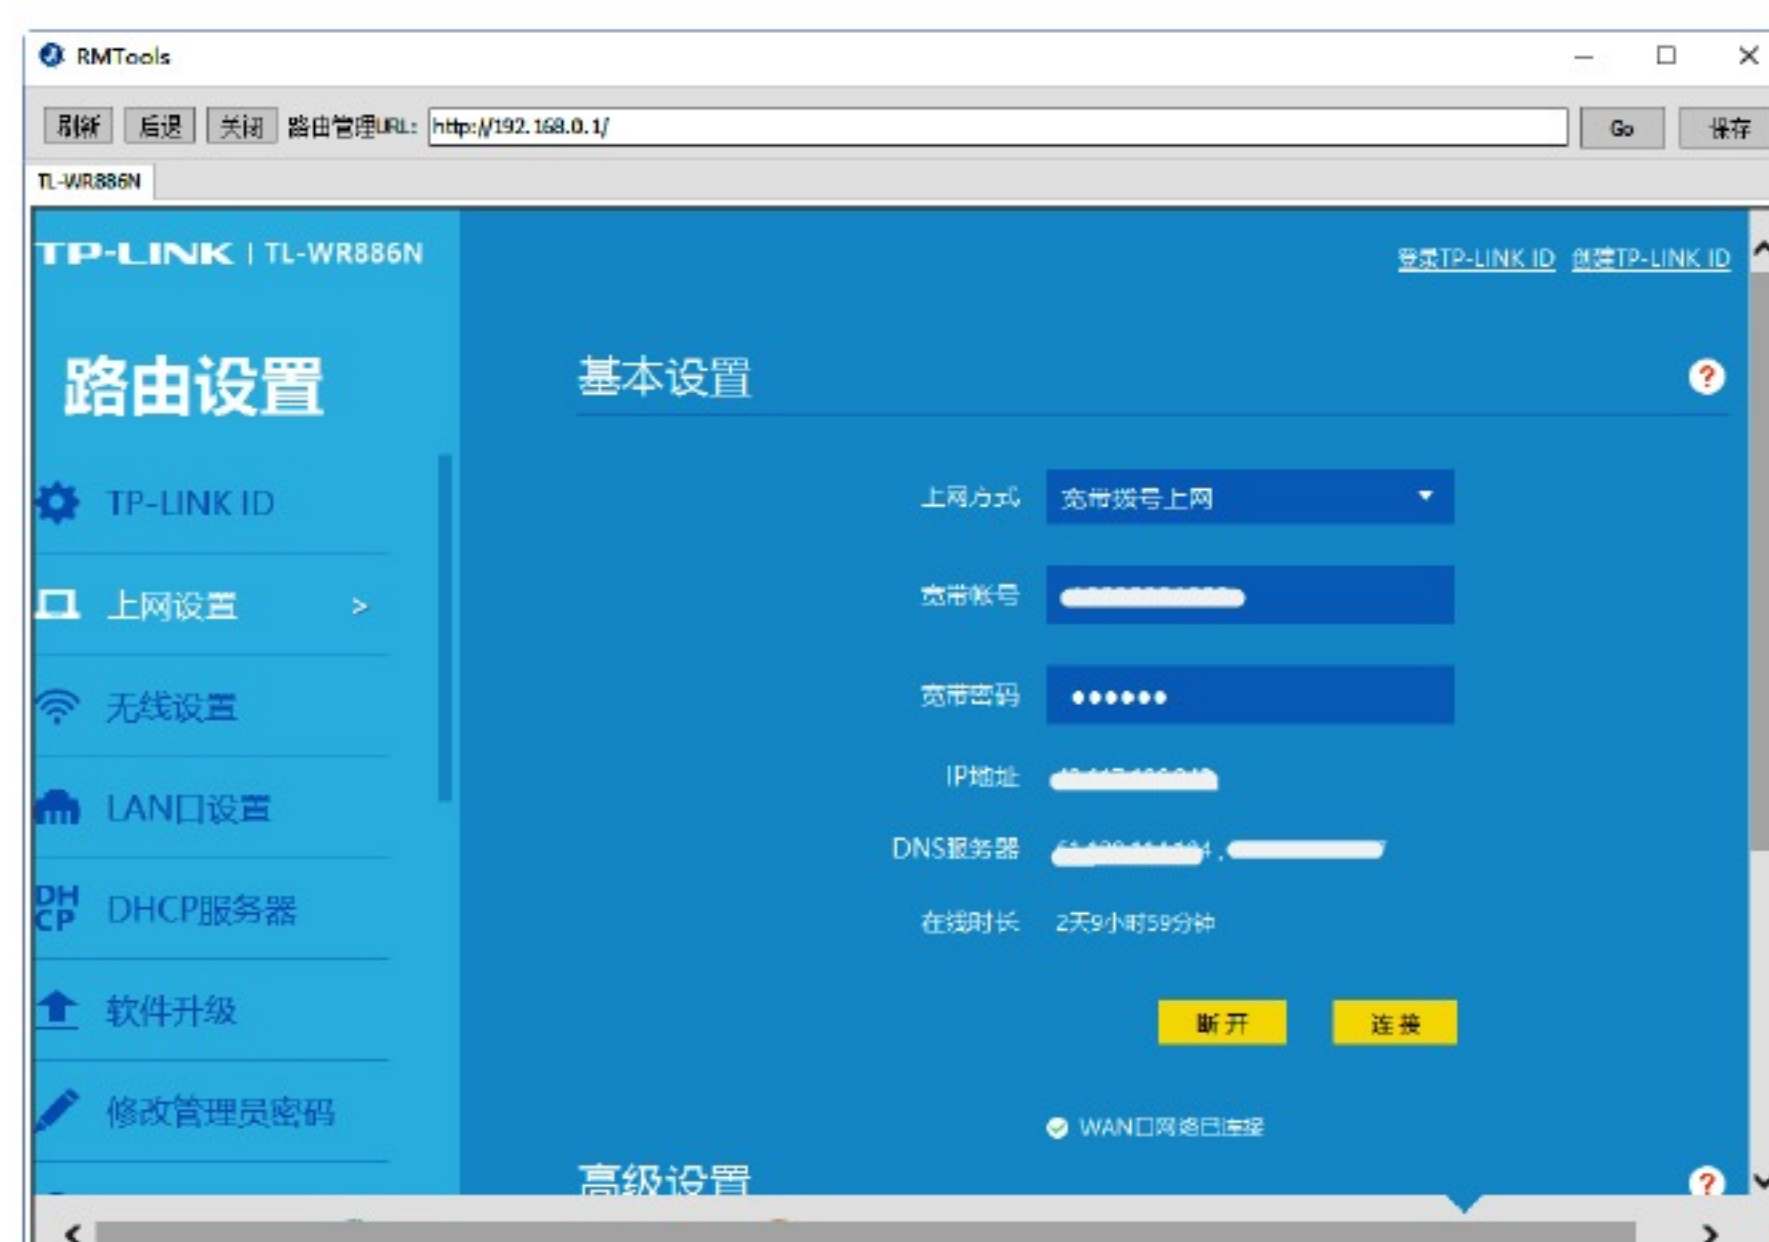 RMTools
刷新 后退 关闭 路由管理URL: http://192.168.0.1/ Go 保存
TL-WR886N
TP-LINK | TL-WR886N
登录TP-LINK ID 创建TP-LINK ID
路由设置
TP-LINK ID
上网设置 >
无线设置
LAN口设置
DHCP服务器
软件升级
修改管理员密码
基本设置 ?
上网方式 宽带拨号上网
宽带帐号
宽带密码 ••••••
IP地址
DNS服务器
在线时长 2天9小时59分钟
断开 连接
WAN口网络已连接
高级设置 ?